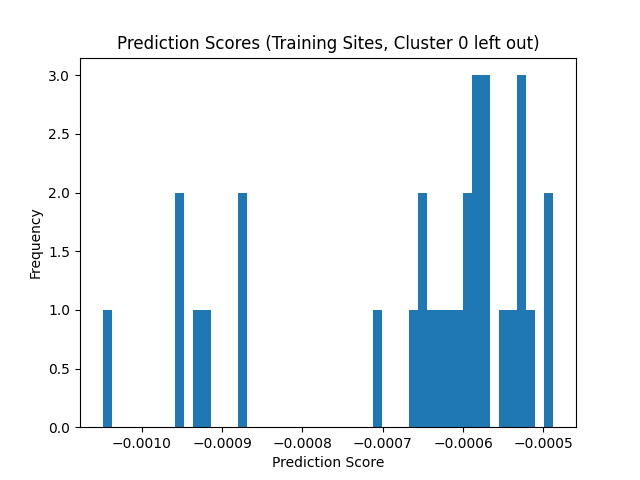 Prediction Scores (Training Sites, Cluster 0 left out)
3.0
2.5
2.0
1.5
1.0
0.5
0.0
Frequency
−0.0010 −0.0009 −0.0008 −0.0007 −0.0006 −0.0005
Prediction Score